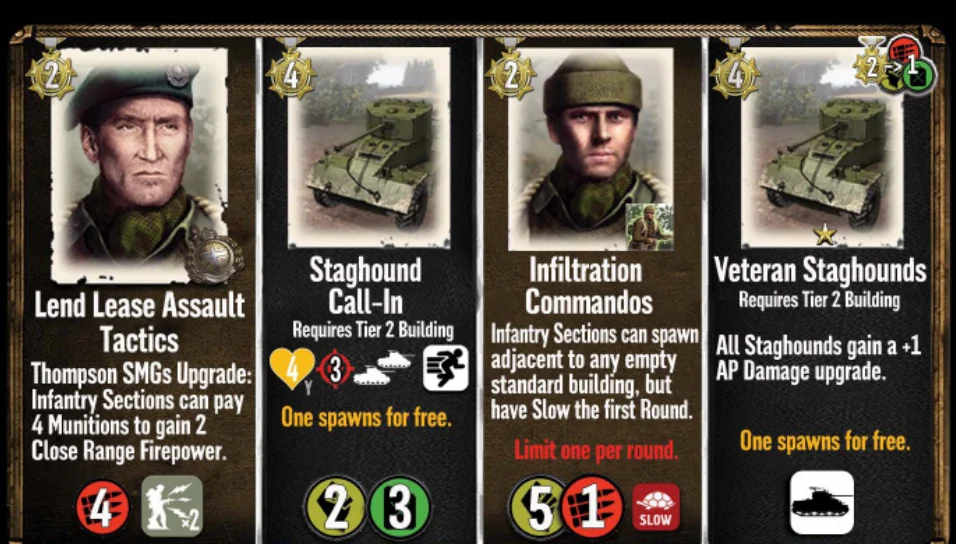 2
Lend Lease Assault
Tactics
Thompson SMGs Upgrade:
Infantry Sections can pay
4 Munitions to gain 2
Close Range Firepower.
4
x2
4
Staghound
Call-In
Requires Tier 2 Building
4 Y 3
One spawns for free.
2 3
2
Infiltration
Commandos
Infantry Sections can spawn
adjacent to any empty
standard building, but
have Slow the first Round.
Limit one per round.
5 1 SLOW
4
2 -> 1
Veteran Staghounds
Requires Tier 2 Building
All Staghounds gain a +1
AP Damage upgrade.
One spawns for free.